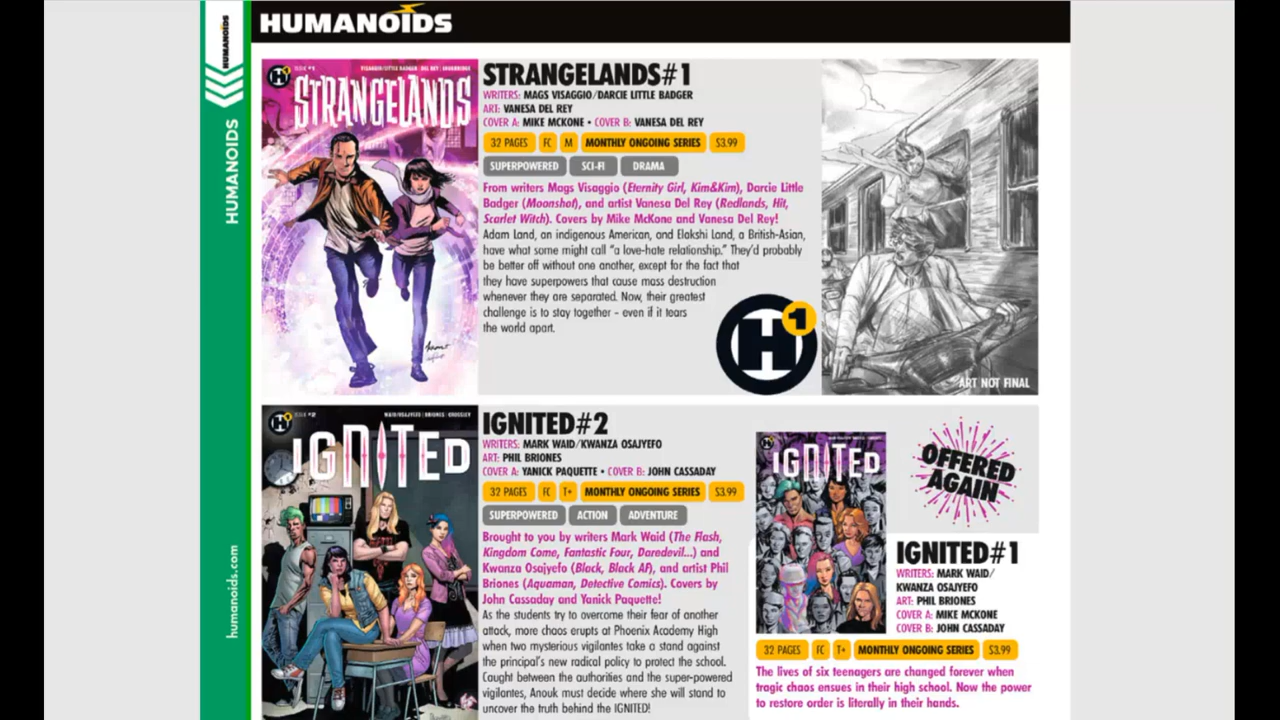 HUMANOIDS
HUMANOIDS
HUMANOIDS
humanoids.com
ISSUE #1
STRANGELANDS
STRANGELANDS#1
WRITERS: MAGS VISAGGIO/DARCIE LITTLE BADGER
ART: VANESA DEL REY
COVER A: MIKE MCKONE • COVER B: VANESA DEL REY
32 PAGES FC M MONTHLY ONGOING SERIES $3.99
SUPERPOWERED SCI-FI DRAMA
From writers Mags Visaggio (Eternity Girl, Kim&Kim), Darcie Little
Badger (Moonshot), and artist Vanesa Del Rey (Redlands, Hit,
Scarlet Witch). Covers by Mike McKone and Vanesa Del Rey!
Adam Land, an indigenous American, and Elakshi Land, a British-Asian,
have what some might call "a love-hate relationship." They'd probably
be better off without one another, except for the fact that
they have superpowers that cause mass destruction
whenever they are separated. Now, their greatest
challenge is to stay together - even if it tears
the world apart.
H1
ART NOT FINAL
ISSUE #2
WAID/OSAJYEFO | BRIONES | CROSSLEY
IGNITED
IGNITED#2
WRITERS: MARK WAID/KWANZA OSAJYEFO
ART: PHIL BRIONES
COVER A: YANICK PAQUETTE • COVER B: JOHN CASSADAY
32 PAGES FC T+ MONTHLY ONGOING SERIES $3.99
SUPERPOWERED ACTION ADVENTURE
Brought to you by writers Mark Waid (The Flash,
Kingdom Come, Fantastic Four, Daredevil...) and
Kwanza Osajyefo (Black, Black AF), and artist Phil
Briones (Aquaman, Detective Comics). Covers by
John Cassaday and Yanick Paquette!
As the students try to overcome their fear of another
attack, more chaos erupts at Phoenix Academy High
when two mysterious vigilantes take a stand against
the principal's new radical policy to protect the school.
Caught between the authorities and the super-powered
vigilantes, Anouk must decide where she will stand to
uncover the truth behind the IGNITED!
IGNITED
OFFERED
AGAIN
IGNITED#1
WRITERS: MARK WAID/
KWANZA OSAJYEFO
ART: PHIL BRIONES
COVER A: MIKE MCKONE
COVER B: JOHN CASSADAY
32 PAGES FC T+ MONTHLY ONGOING SERIES $3.99
The lives of six teenagers are changed forever when
tragic chaos ensues in their high school. Now the power
to restore order is literally in their hands.